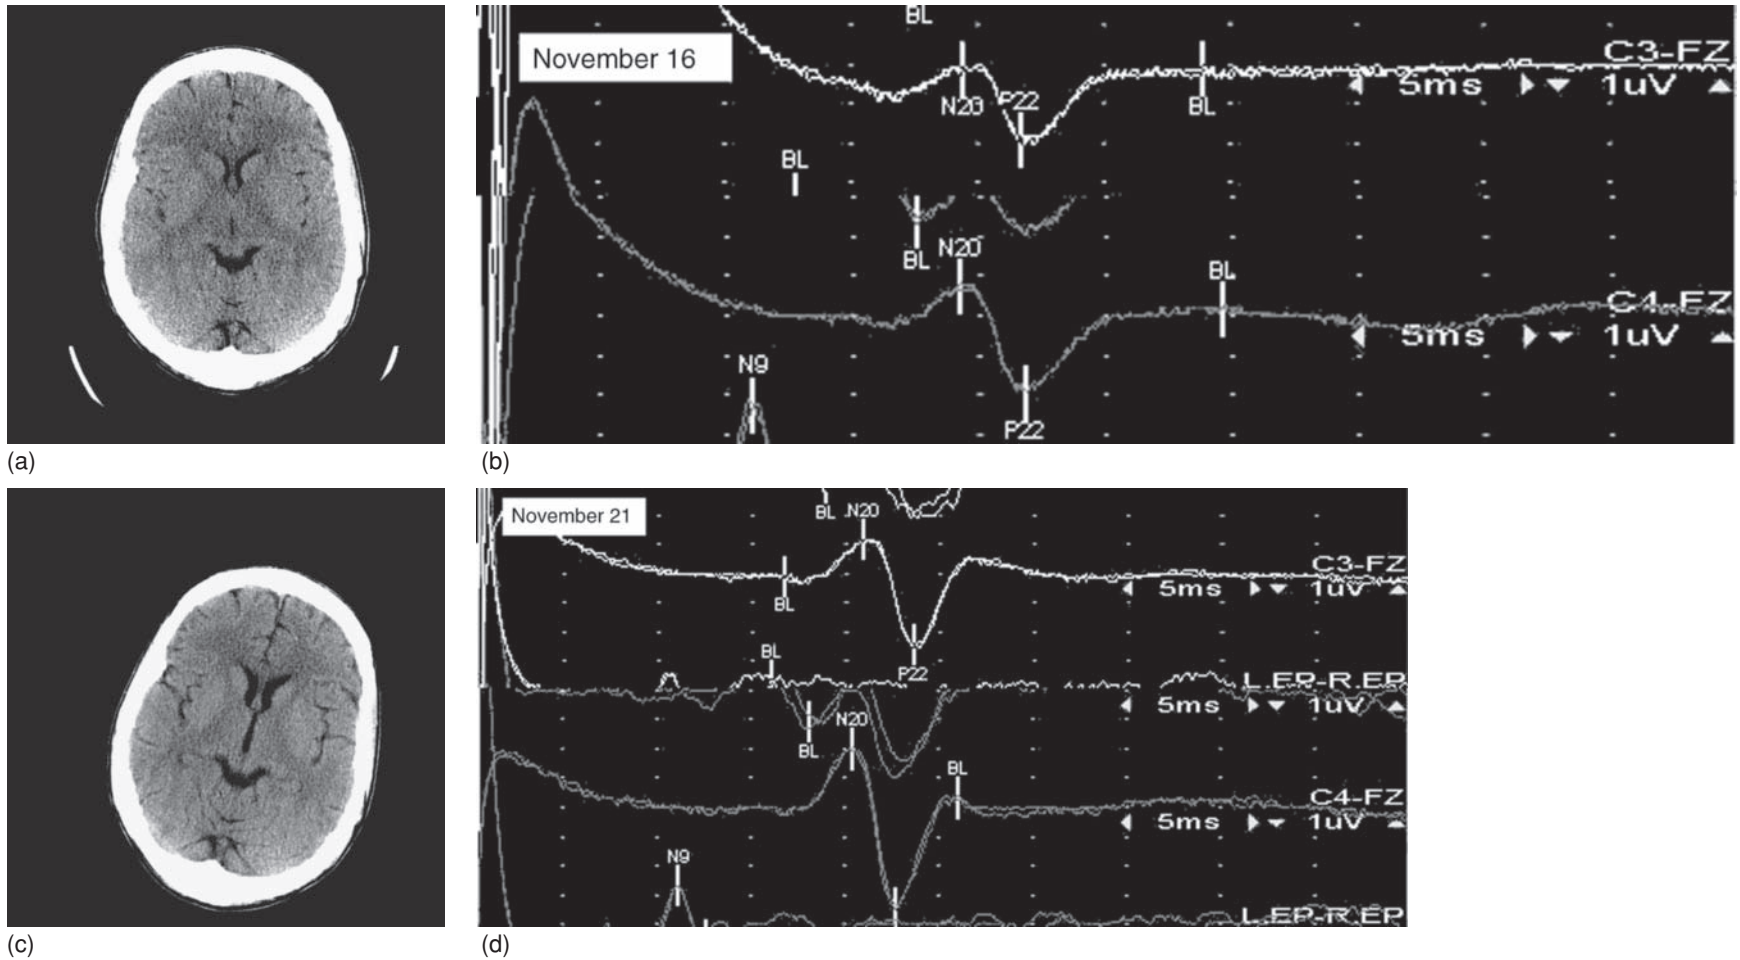 BL
November 16
C3-FZ
5ms 1uV
N20
P22
BL
BL
BL
N20
BL
C4-FZ
5ms 1uV
N9
P22
(a)
(b)
November 21
BL N20
C3-FZ
5ms 1uV
BL
BL
P22
L.EP-R.EP
5ms 1uV
N20
BL
BL
C4-FZ
5ms 1uV
N9
L.EP-R.EP
(c)
(d)